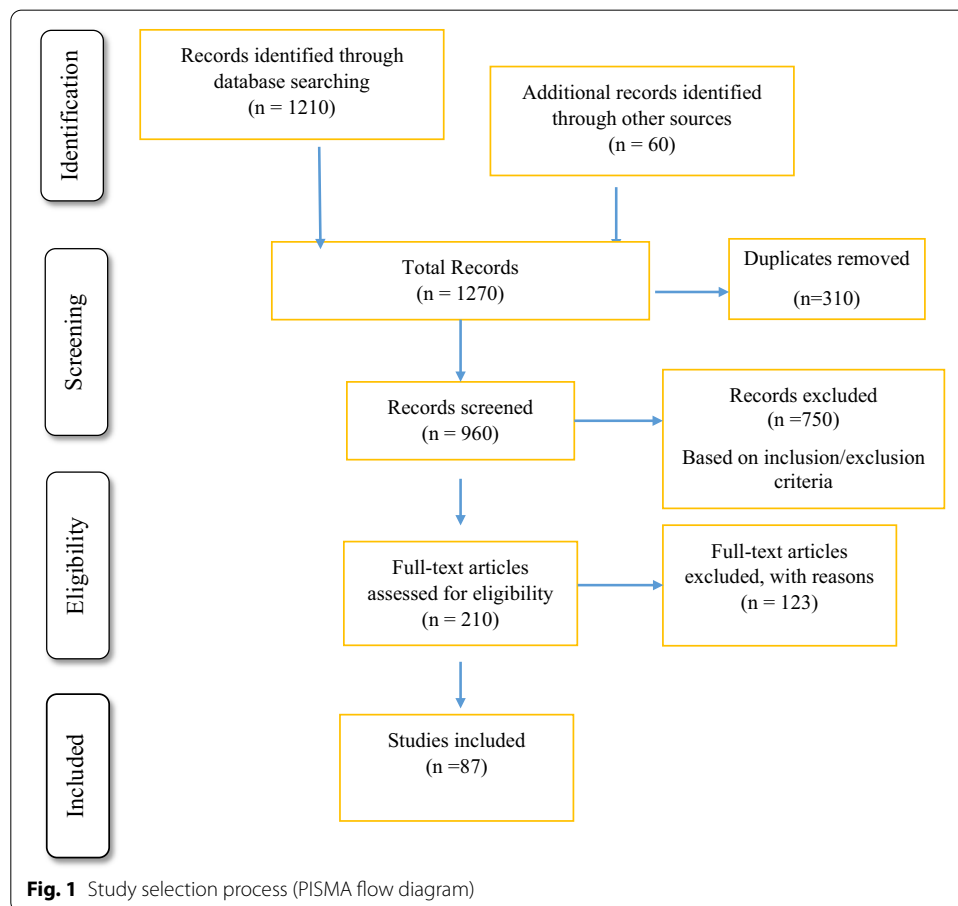 Identification
Records identified through
database searching
(n = 1210)
Additional records identified
through other sources
(n = 60)
Screening
Total Records
(n = 1270)
Duplicates removed
(n=310)
Records screened
(n = 960)
Records excluded
(n =750)
Based on inclusion/exclusion
criteria
Eligibility
Full-text articles
assessed for eligibility
(n = 210)
Full-text articles
excluded, with reasons
(n = 123)
Included
Studies included
(n =87)
Fig. 1 Study selection process (PISMA flow diagram)